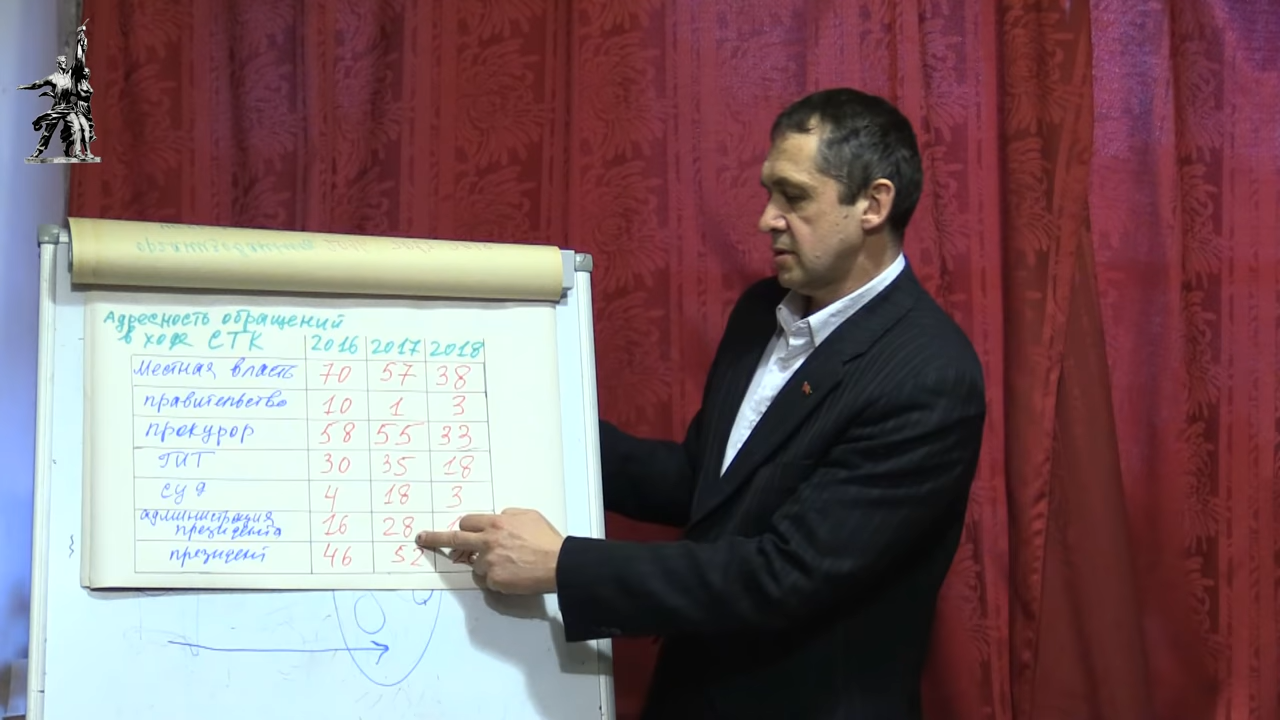 организованные
Адресность обращений
в ходе СТК 2016 2017 2018
Местная власть 70 57 38
правительство 10 1 3
прокурор 58 55 33
ГИТ 30 35 18
суд 4 18 3
администрация
президента 16 28
президент 46 52